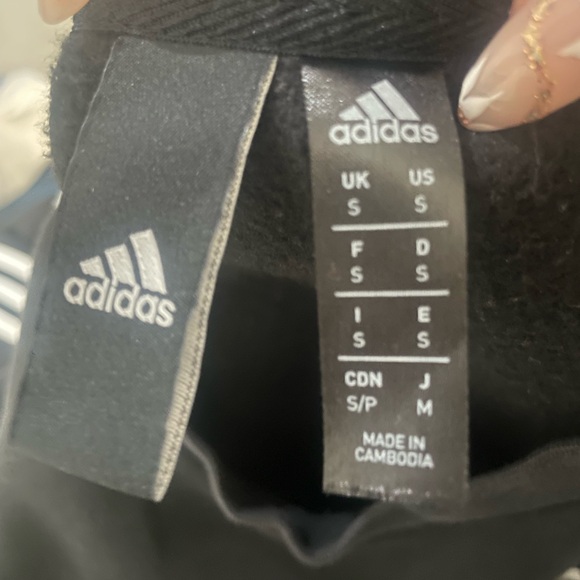 adidas
adidas
UK US
S S
F D
S S
I E
S S
CDN J
S/P M
MADE IN
CAMBODIA